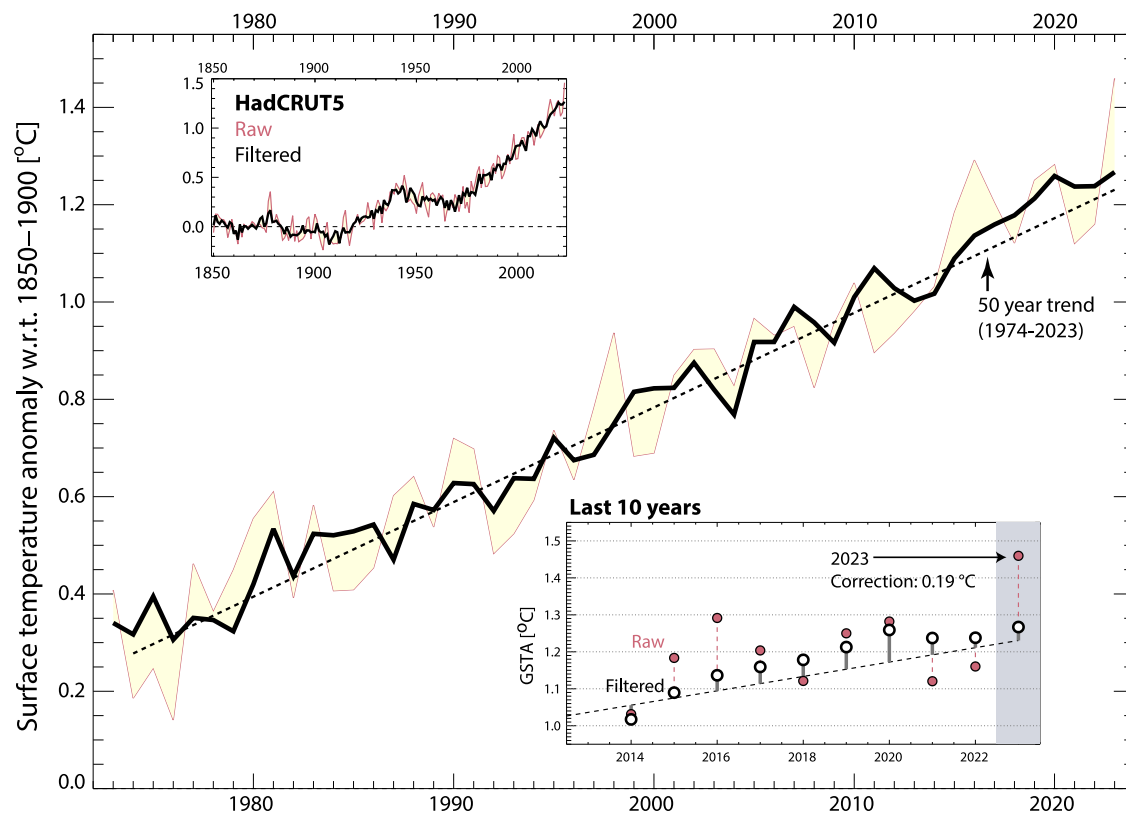 1980 1990 2000 2010 2020
Surface temperature anomaly w.r.t. 1850–1900 [°C]
1.4
1.2
1.0
0.8
0.6
0.4
0.2
0.0
1850 1900 1950 2000
1.5
1.0
0.5
0.0
HadCRUT5
Raw
Filtered
1850 1900 1950 2000
50 year trend
(1974-2023)
Last 10 years
GSTA [°C]
1.5
1.4
1.3
1.2
1.1
1.0
2023
Correction: 0.19 °C
Raw
Filtered
2014 2016 2018 2020 2022
1980 1990 2000 2010 2020